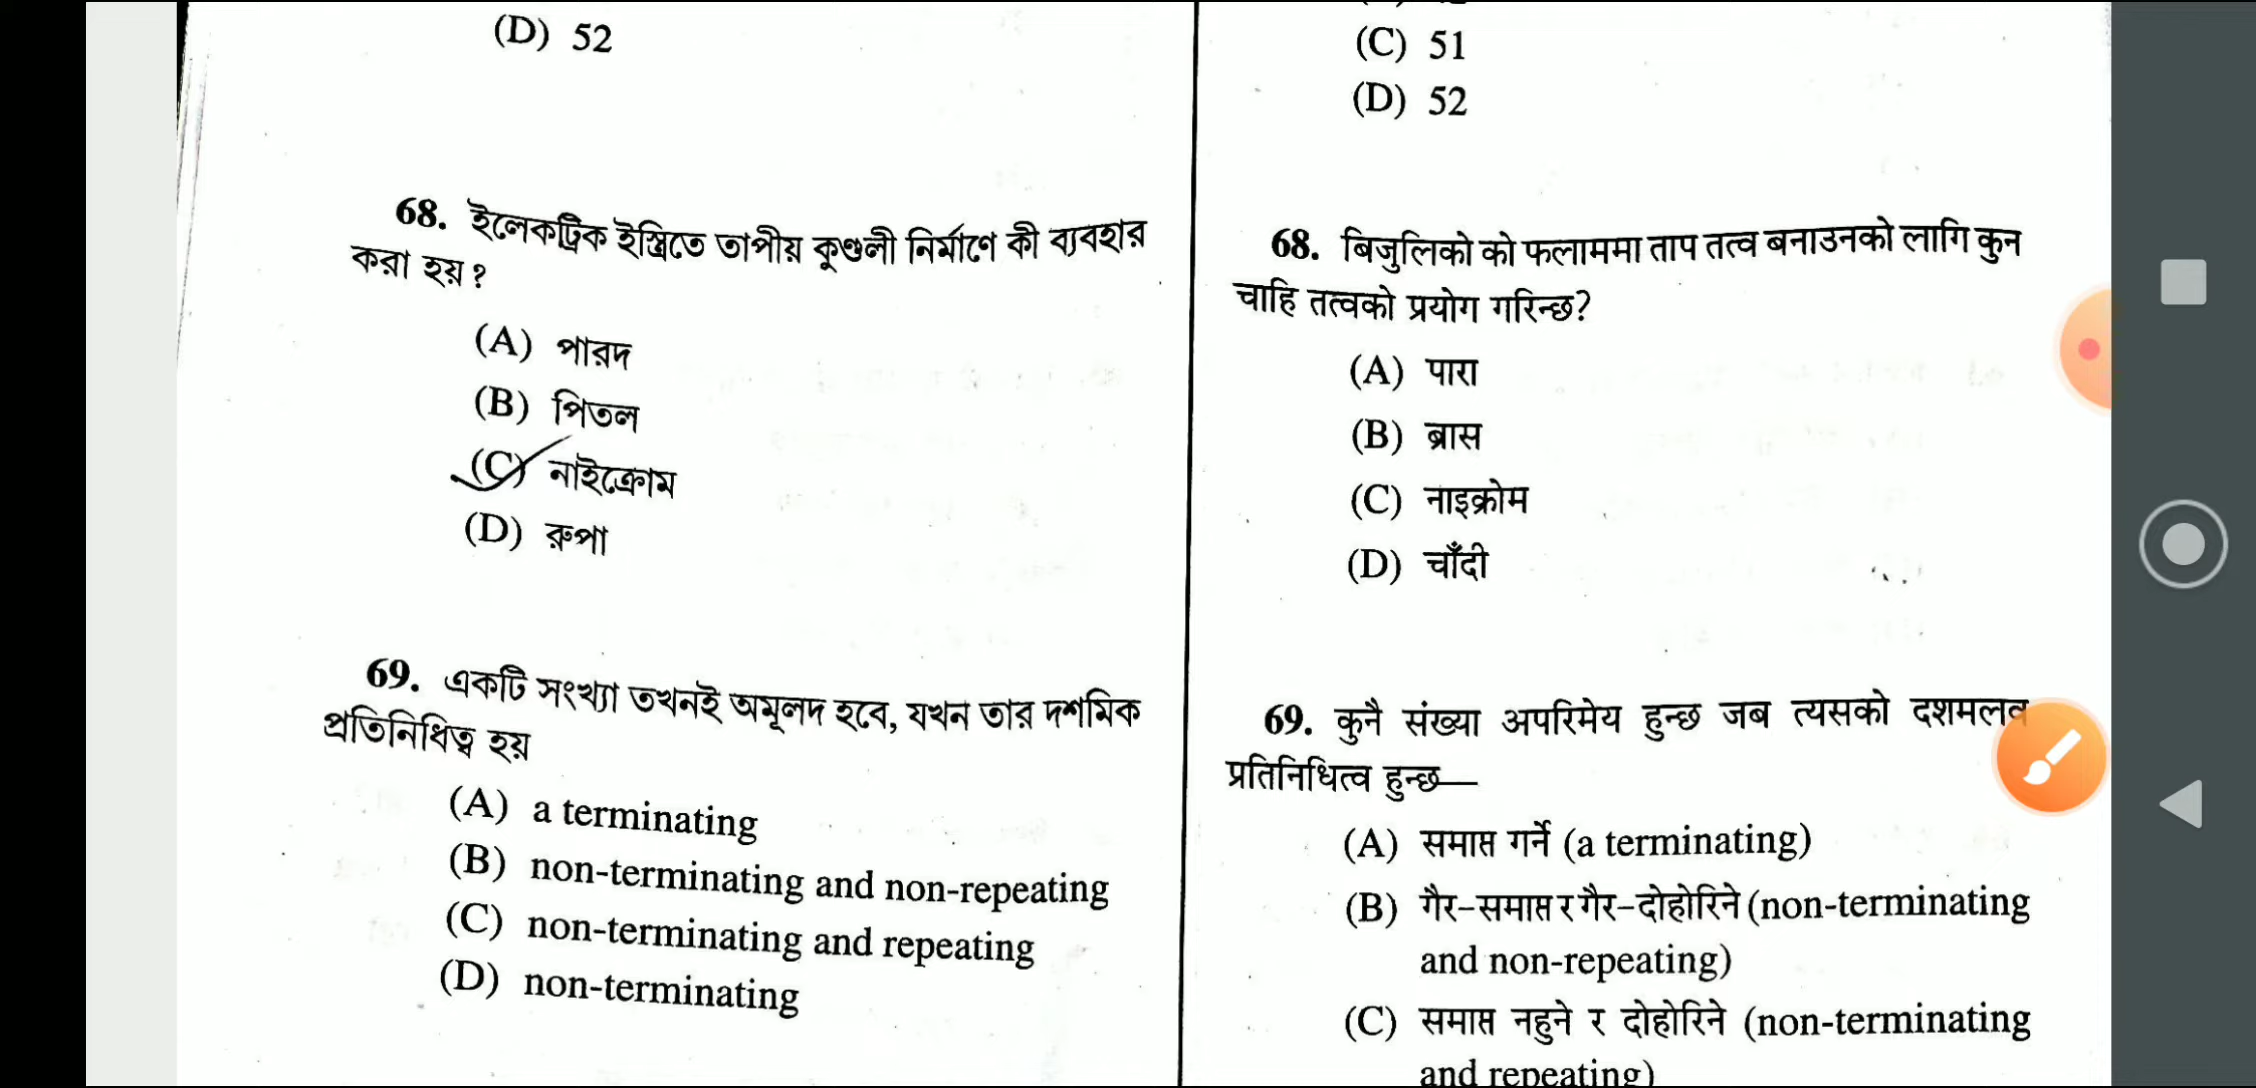 (D) 52
68. ইলেকট্রিক ইস্ত্রিতে তাপীয় কুণ্ডলী নির্মাণে কী ব্যবহার
করা হয় ?
(A) পারদ
(B) পিতল
(C) নাইক্রোম
(D) রুপা
69. একটি সংখ্যা তখনই অমূলদ হবে, যখন তার দশমিক
প্রতিনিধিত্ব হয়
(A) a terminating
(B) non-terminating and non-repeating
(C) non-terminating and repeating
(D) non-terminating
(C) 51
(D) 52
68. बिजुलिको को फलाममा ताप तत्व बनाउनको लागि कुन
चाहि तत्वको प्रयोग गरिन्छ?
(A) पारा
(B) ब्रास
(C) नाइक्रोम
(D) चाँदी
69. कुनै संख्या अपरिमेय हुन्छ जब त्यसको दशमलव
प्रतिनिधित्व हुन्छ—
(A) समाप्त गर्ने (a terminating)
(B) गैर-समाप्त र गैर-दोहोरिने (non-terminating
and non-repeating)
(C) समाप्त नहुने र दोहोरिने (non-terminating
and repeating)